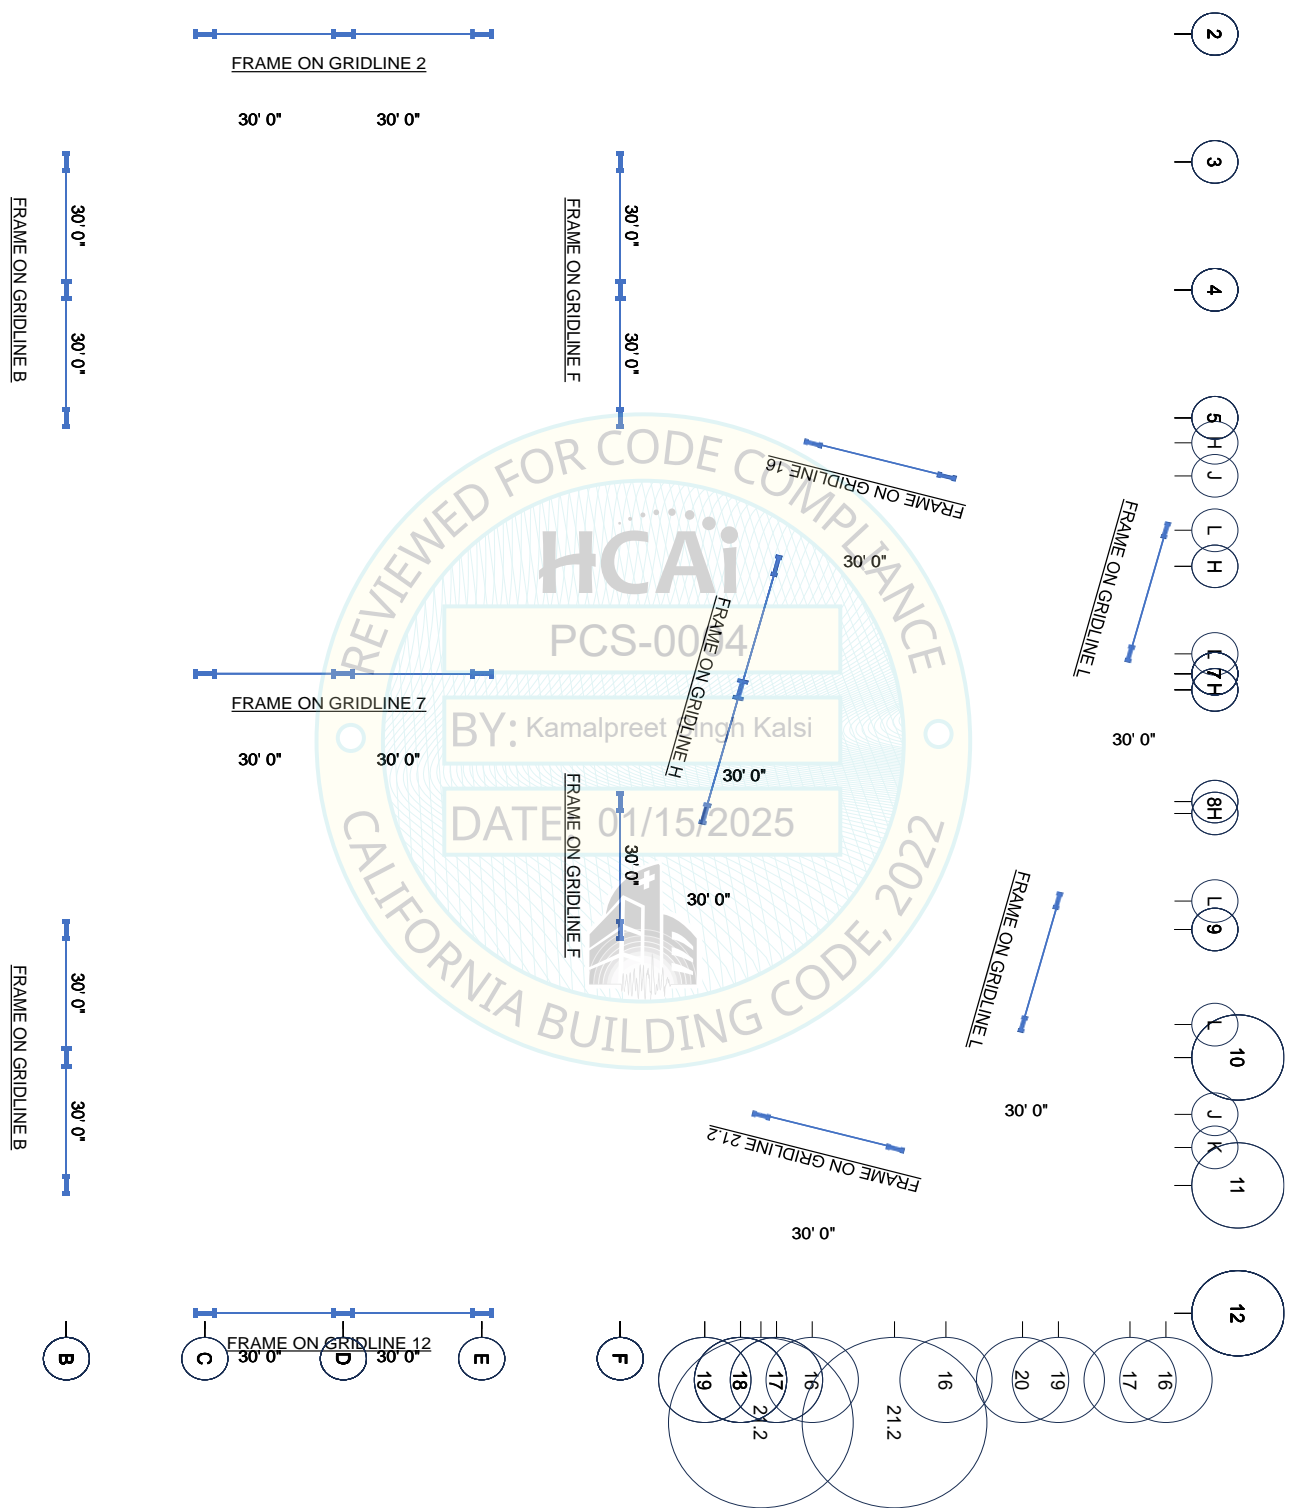 2
FRAME ON GRIDLINE 2
30' 0"
30' 0"
3
4
FRAME ON GRIDLINE B
30' 0"
30' 0"
FRAME ON GRIDLINE F
30' 0"
30' 0"
5
H
J
L
H
L
7
H
8
H
L
9
L
10
J
K
11
12
FRAME ON GRIDLINE 16
30' 0"
FRAME ON GRIDLINE L
30' 0"
FRAME ON GRIDLINE H
30' 0"
30' 0"
FRAME ON GRIDLINE 7
30' 0"
30' 0"
FRAME ON GRIDLINE F
30' 0"
FRAME ON GRIDLINE L
30' 0"
FRAME ON GRIDLINE B
30' 0"
30' 0"
FRAME ON GRIDLINE 21.2
30' 0"
FRAME ON GRIDLINE 12
30' 0"
30' 0"
B
C
D
E
F
19
18
17
16
16
20
19
17
16
21.2
21.2
REVIEWED FOR CODE COMPLIANCE
HCAi
PCS-0004
BY: Kamalpreet Singh Kalsi
DATE: 01/15/2025
CALIFORNIA BUILDING CODE, 2022